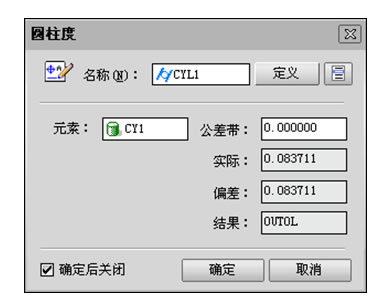 圆柱度
名称(N)： CYL1 定义
元素： CY1 公差带： 0.000000
实际： 0.083711
偏差： 0.083711
结果： OUTOL
确定后关闭 确定 取消